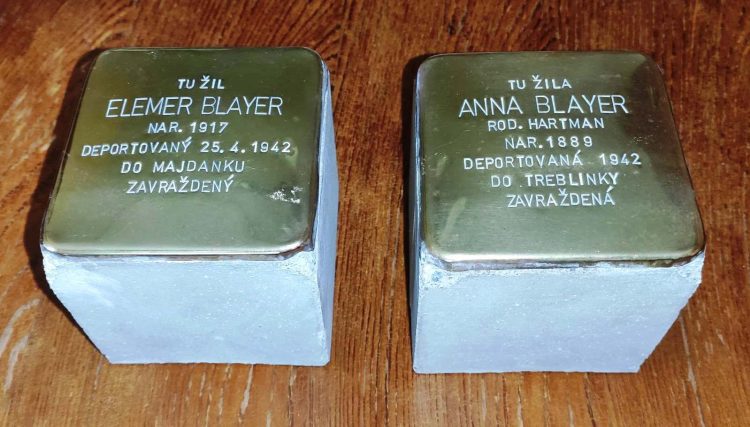 TU ŽIL
ELEMER BLAYER
NAR. 1917
DEPORTOVANÝ 25.4.1942
DO MAJDANKU
ZAVRAŽDENÝ
TU ŽILA
ANNA BLAYER
ROD. HARTMAN
NAR. 1889
DEPORTOVANÁ 1942
DO TREBLINKY
ZAVRAŽDENÁ